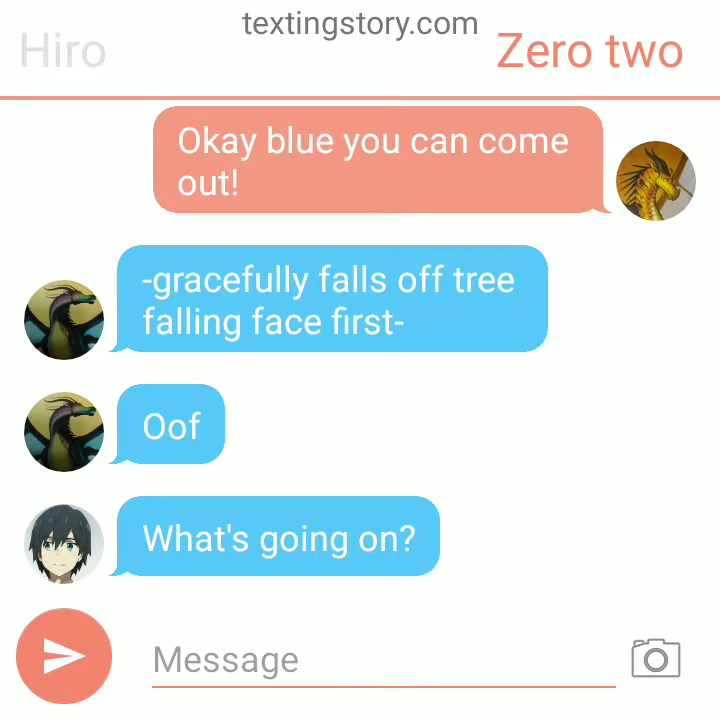 textingstory.com
Hiro
Zero two
Okay blue you can come
out!
-gracefully falls off tree
falling face first-
Oof
What's going on?
Message